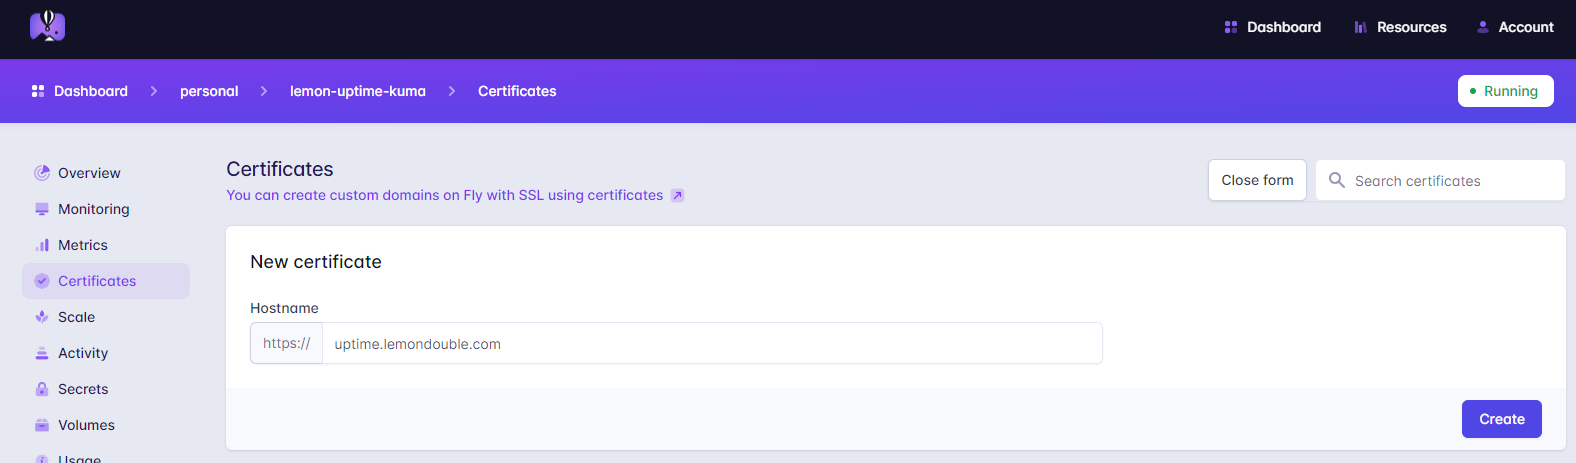 Dashboard Resources Account
Dashboard personal lemon-uptime-kuma Certificates Running
Overview
Monitoring
Metrics
Certificates
Scale
Activity
Secrets
Volumes
Usage
Certificates
You can create custom domains on Fly with SSL using certificates
Close form Search certificates
New certificate
Hostname
https:// uptime.lemondouble.com
Create